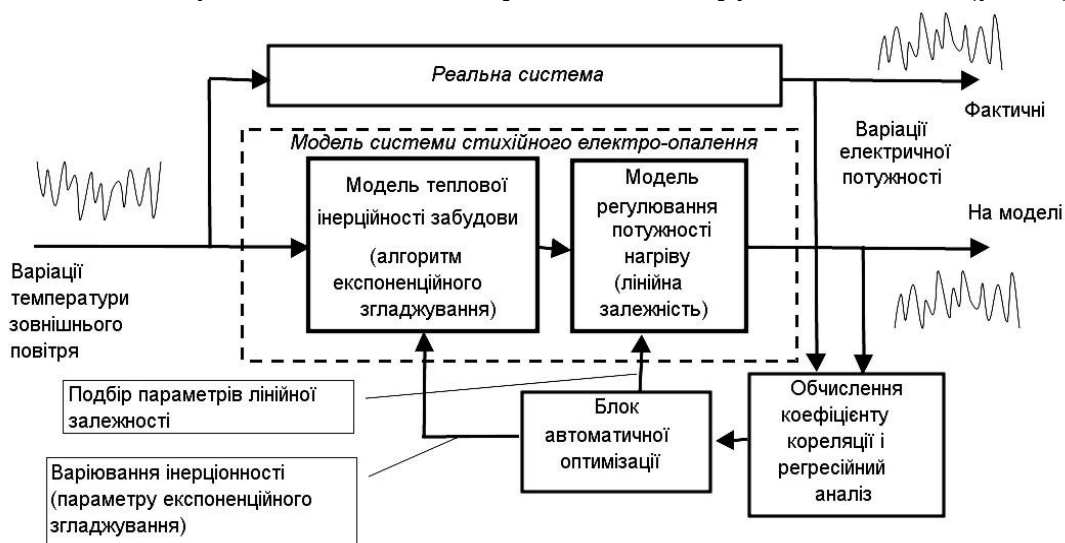 Реальна система
Фактичні
Варіації
електричної
потужності
Модель системи стихійного електро-опалення
Модель теплової
інерційності забудови
(алгоритм
експоненційного
згладжування)
Модель
регулювання
потужності
нагріву
(лінійна
залежність)
На моделі
Варіації
температури
зовнішнього
повітря
Подбір параметрів лінійної
залежності
Блок
автоматичної
оптимізації
Обчислення
коефіцієнту
кореляції і
регресійний
аналіз
Варіювання інерціонності
(параметру експоненційного
згладжування)